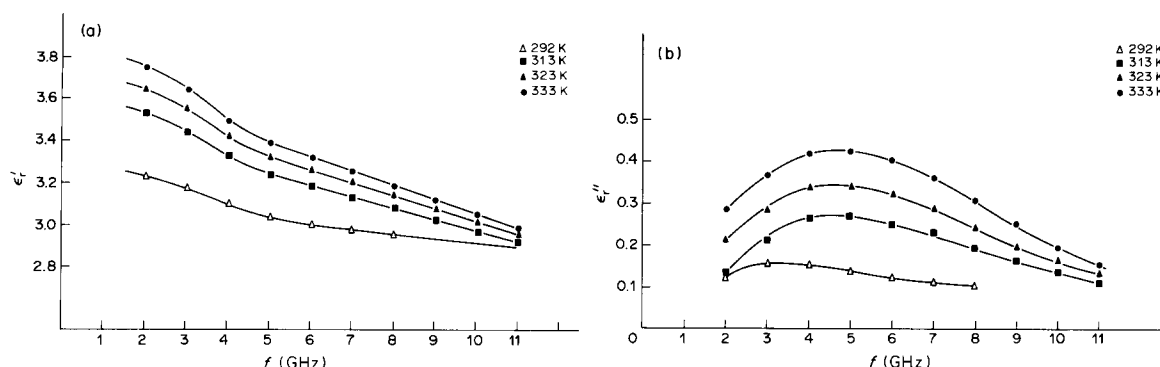 (a)
△ 292 K
■ 313 K
▲ 323 K
● 333 K
3.8
3.6
3.4
3.2
3.0
2.8
ϵ′r
1 2 3 4 5 6 7 8 9 10 11
f (GHz)
(b)
△ 292 K
■ 313 K
▲ 323 K
● 333 K
0.5
0.4
0.3
0.2
0.1
ϵ″r
0 1 2 3 4 5 6 7 8 9 10 11
f (GHz)